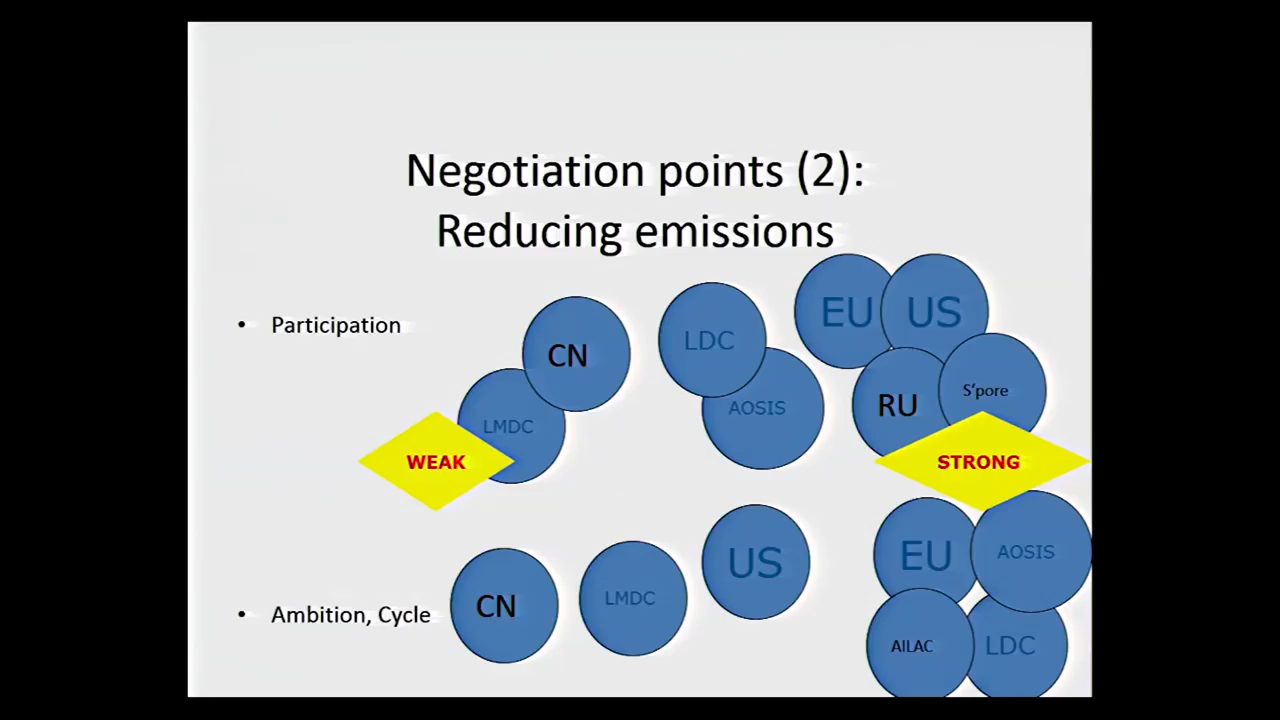 Negotiation points (2):
Reducing emissions
• Participation
EU
US
LDC
CN
S'pore
RU
AOSIS
LMDC
WEAK
STRONG
EU
AOSIS
US
LMDC
CN
• Ambition, Cycle
AILAC
LDC